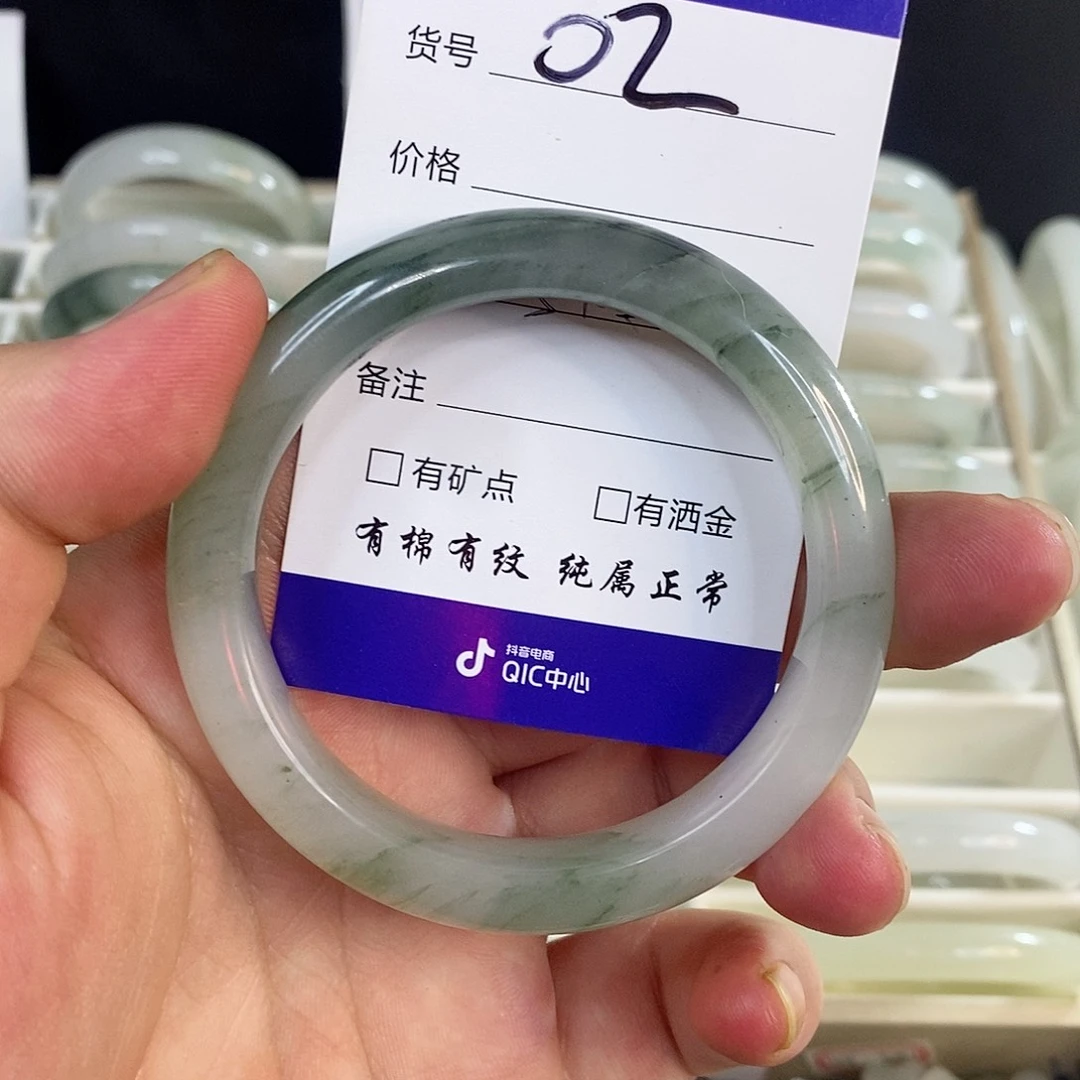 货号 02
价格
备注
□有矿点 □有洒金
有棉有纹 纯属正常
抖音电商
QIC中心